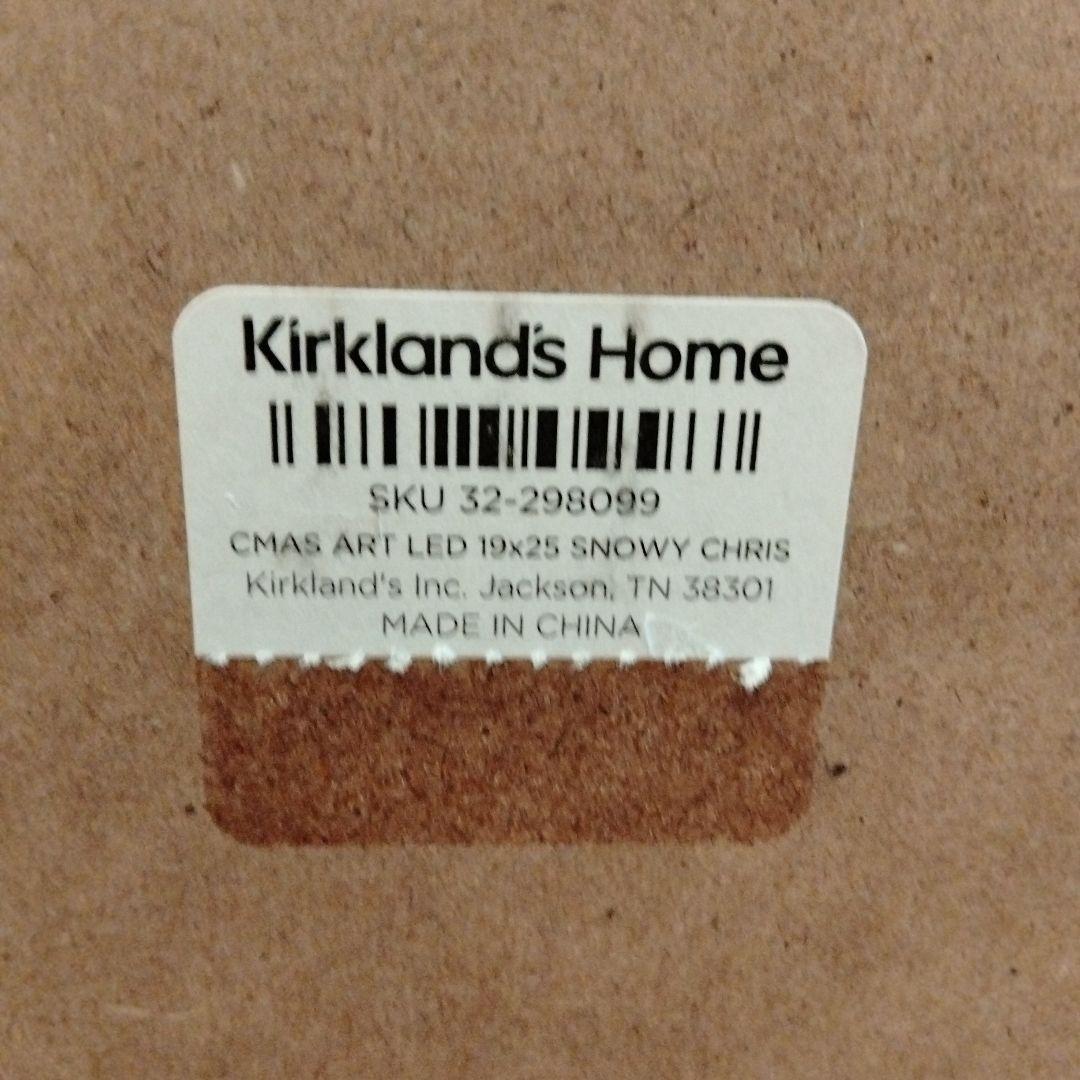 Kirkland's Home
SKU 32-298099
CMAS ART LED 19x25 SNOWY CHRIS
Kirkland's Inc. Jackson, TN 38301
MADE IN CHINA